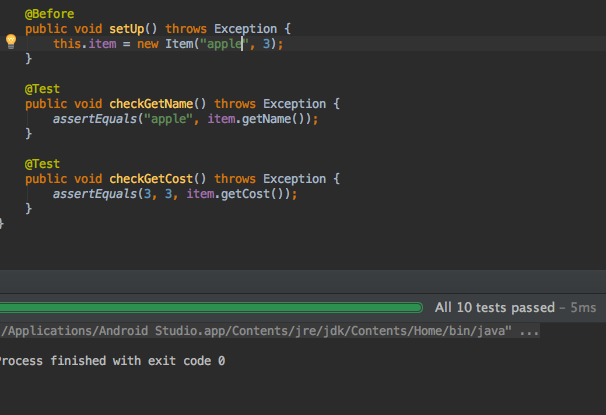 @Before
public void setUp() throws Exception {
this.item = new Item("apple", 3);
}
@Test
public void checkGetName() throws Exception {
assertEquals("apple", item.getName());
}
@Test
public void checkGetCost() throws Exception {
assertEquals(3, 3, item.getCost());
}
}
All 10 tests passed – 5ms
/Applications/Android Studio.app/Contents/jre/jdk/Contents/Home/bin/java" ...
Process finished with exit code 0